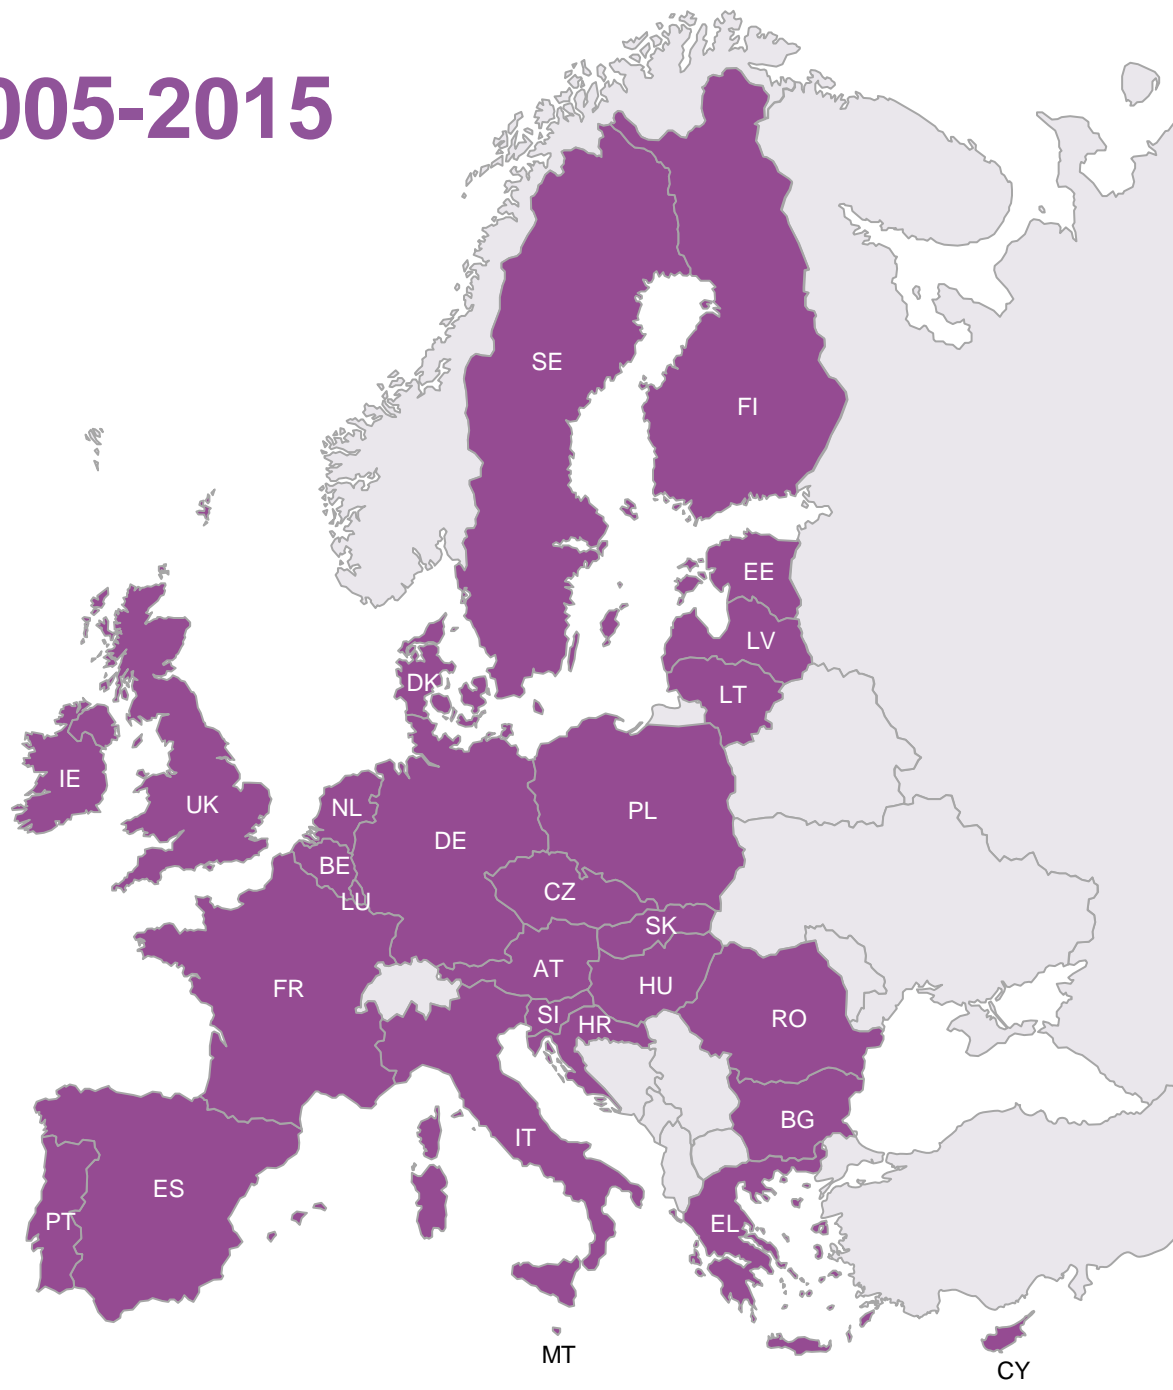 005-2015
SE
FI
EE
LV
LT
DK
IE
UK
NL
PL
DE
BE
LU
CZ
SK
AT
HU
FR
SI
HR
RO
BG
IT
ES
PT
EL
MT
CY